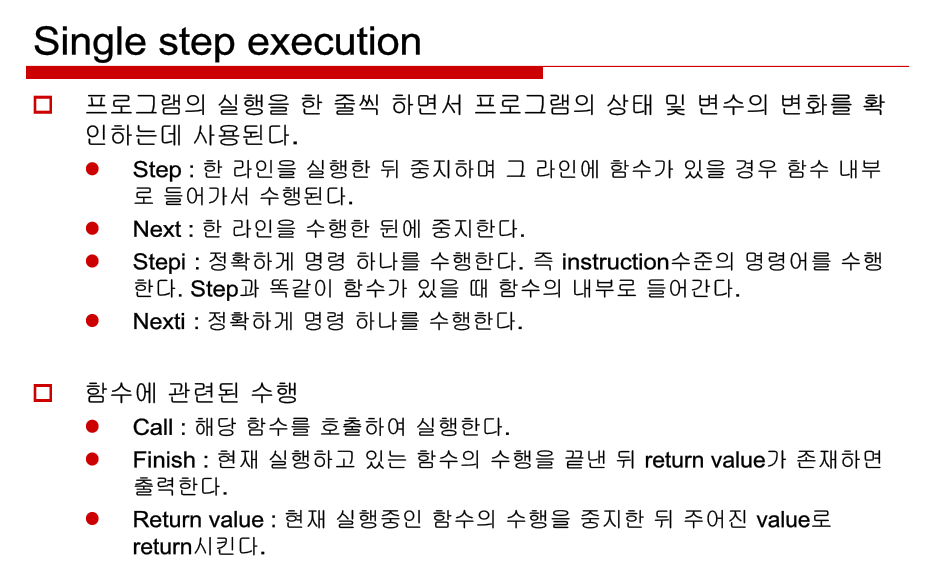 Single step execution
프로그램의 실행을 한 줄씩 하면서 프로그램의 상태 및 변수의 변화를 확
인하는데 사용된다.
Step : 한 라인을 실행한 뒤 중지하며 그 라인에 함수가 있을 경우 함수 내부
로 들어가서 수행된다.
Next : 한 라인을 수행한 뒨에 중지한다.
Stepi : 정확하게 명령 하나를 수행한다. 즉 instruction수준의 명령어를 수행
한다. Step과 똑같이 함수가 있을 때 함수의 내부로 들어간다.
Nexti : 정확하게 명령 하나를 수행한다.
함수에 관련된 수행
Call : 해당 함수를 호출하여 실행한다.
Finish : 현재 실행하고 있는 함수의 수행을 끝낸 뒤 return value가 존재하면
출력한다.
Return value : 현재 실행중인 함수의 수행을 중지한 뒤 주어진 value로
return시킨다.